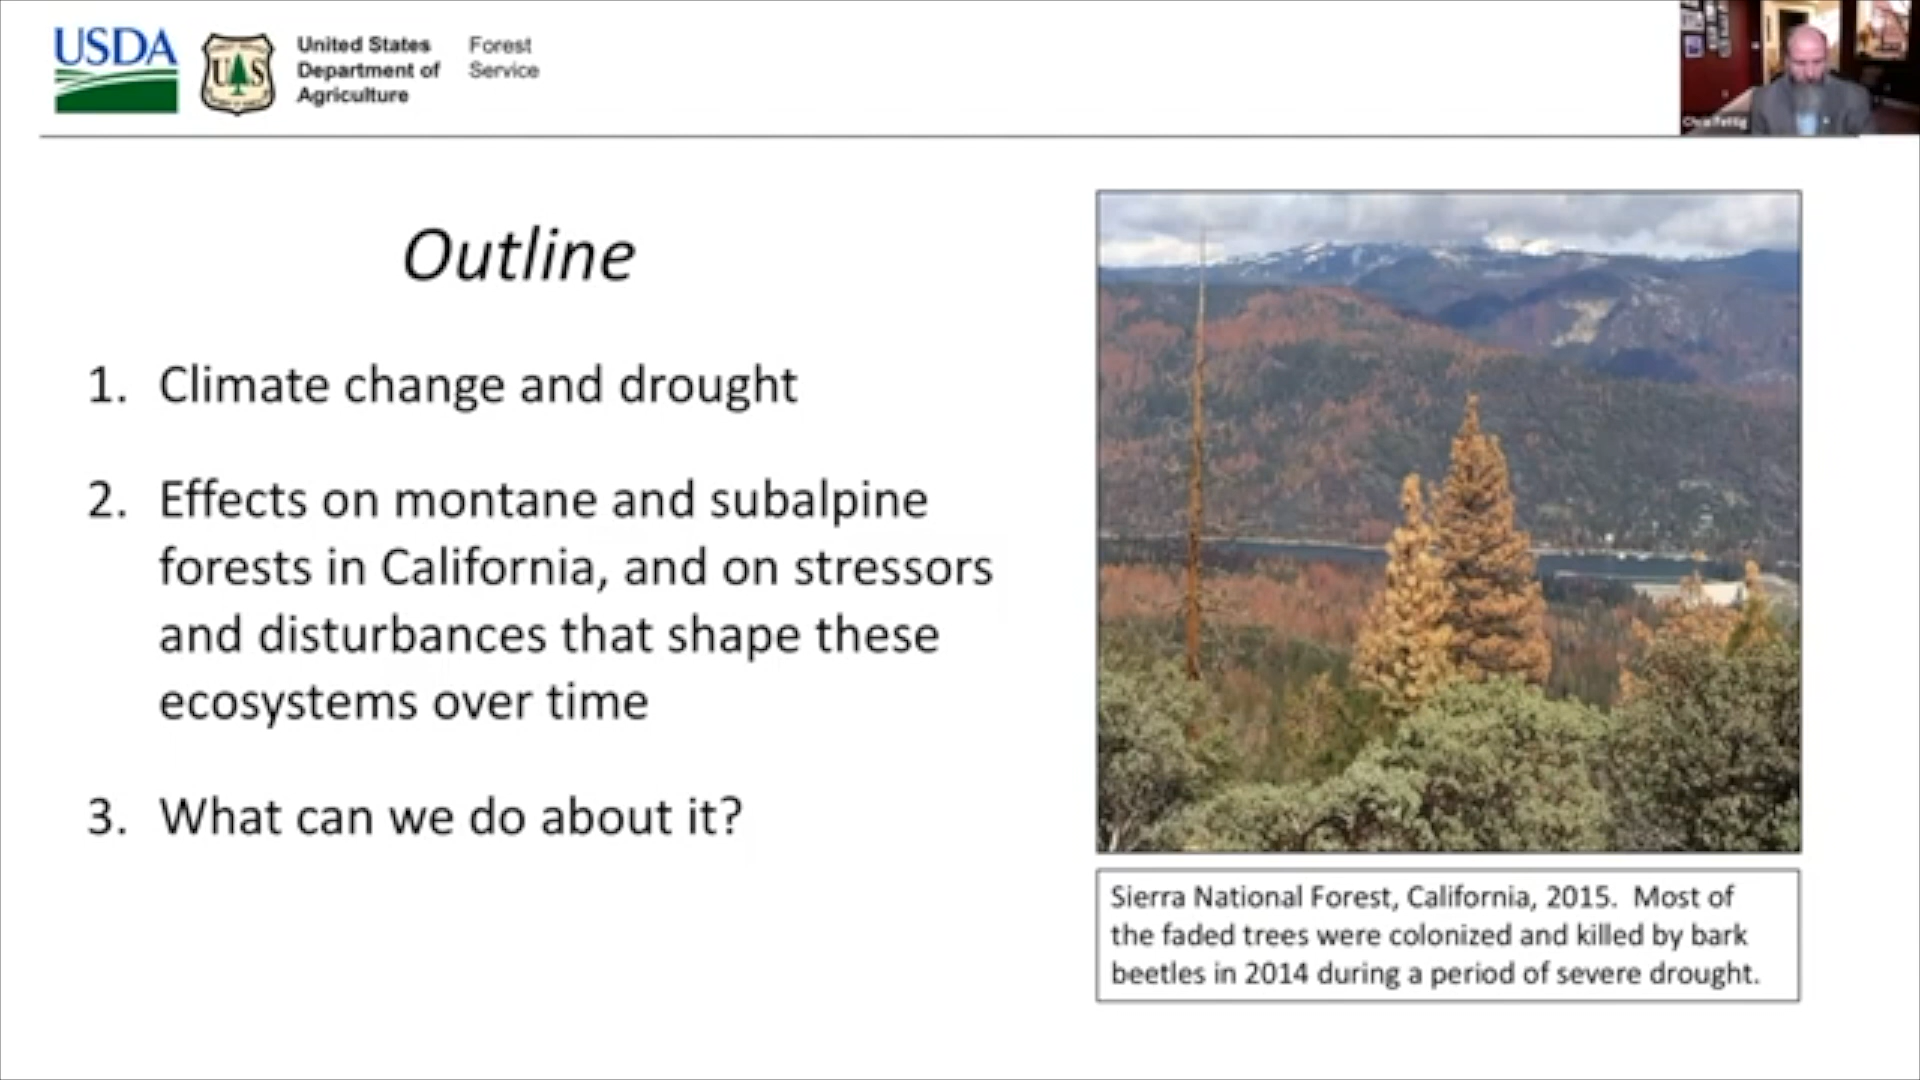 USDA
UAS
United States
Department of
Agriculture
Forest
Service
Chris Fettig
Outline
1. Climate change and drought
2. Effects on montane and subalpine
forests in California, and on stressors
and disturbances that shape these
ecosystems over time
3. What can we do about it?
Sierra National Forest, California, 2015. Most of
the faded trees were colonized and killed by bark
beetles in 2014 during a period of severe drought.